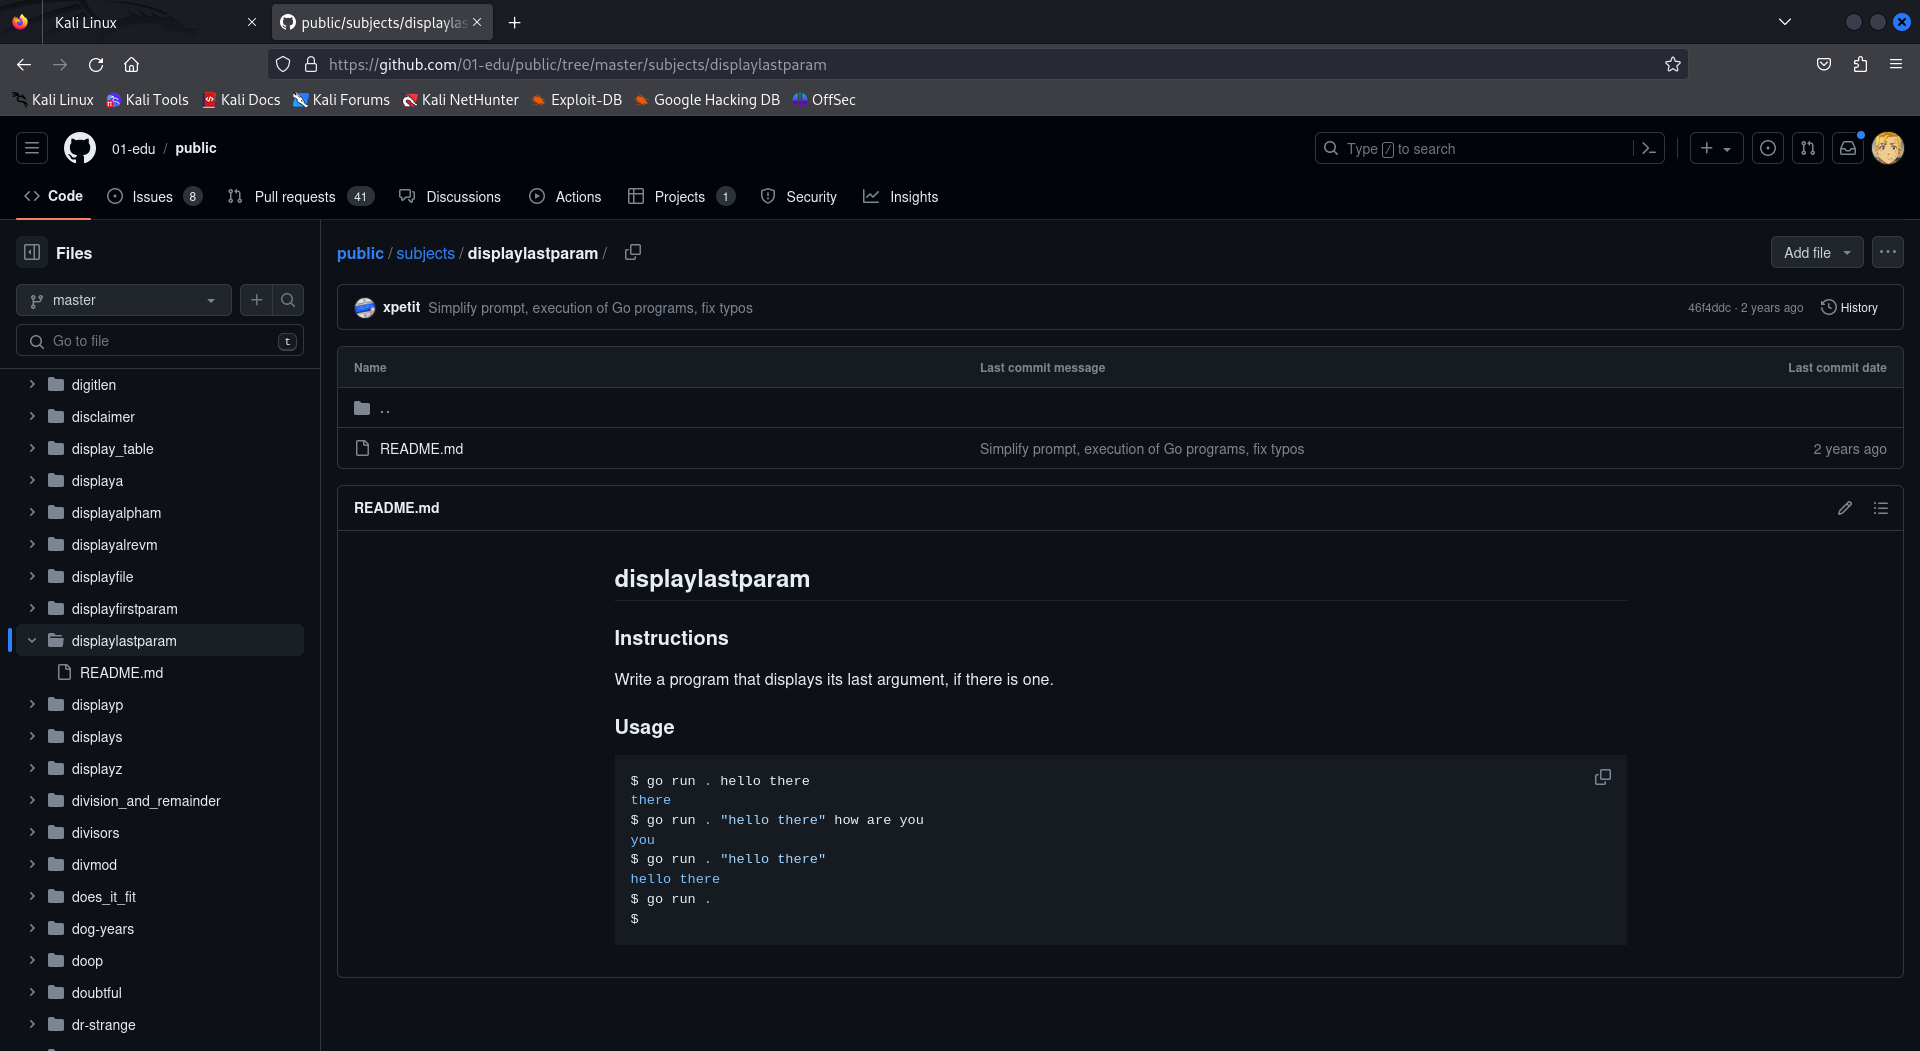 Kali Linux
public/subjects/displaylas
https://github.com/01-edu/public/tree/master/subjects/displaylastparam
Kali Linux Kali Tools Kali Docs Kali Forums Kali NetHunter Exploit-DB Google Hacking DB OffSec
01-edu / public
Type / to search
Code Issues 8 Pull requests 41 Discussions Actions Projects 1 Security Insights
Files
public / subjects / displaylastparam /
Add file
master
xpetit Simplify prompt, execution of Go programs, fix typos
46f4ddc · 2 years ago History
Go to file t
Name Last commit message Last commit date
..
README.md Simplify prompt, execution of Go programs, fix typos 2 years ago
digitlen
disclaimer
display_table
displaya
displayalpham
displayalrevm
displayfile
displayfirstparam
displaylastparam
README.md
displayp
displays
displayz
division_and_remainder
divisors
divmod
does_it_fit
dog-years
doop
doubtful
dr-strange
README.md
displaylastparam
Instructions
Write a program that displays its last argument, if there is one.
Usage
$ go run . hello there
there
$ go run . "hello there" how are you
you
$ go run . "hello there"
hello there
$ go run .
$